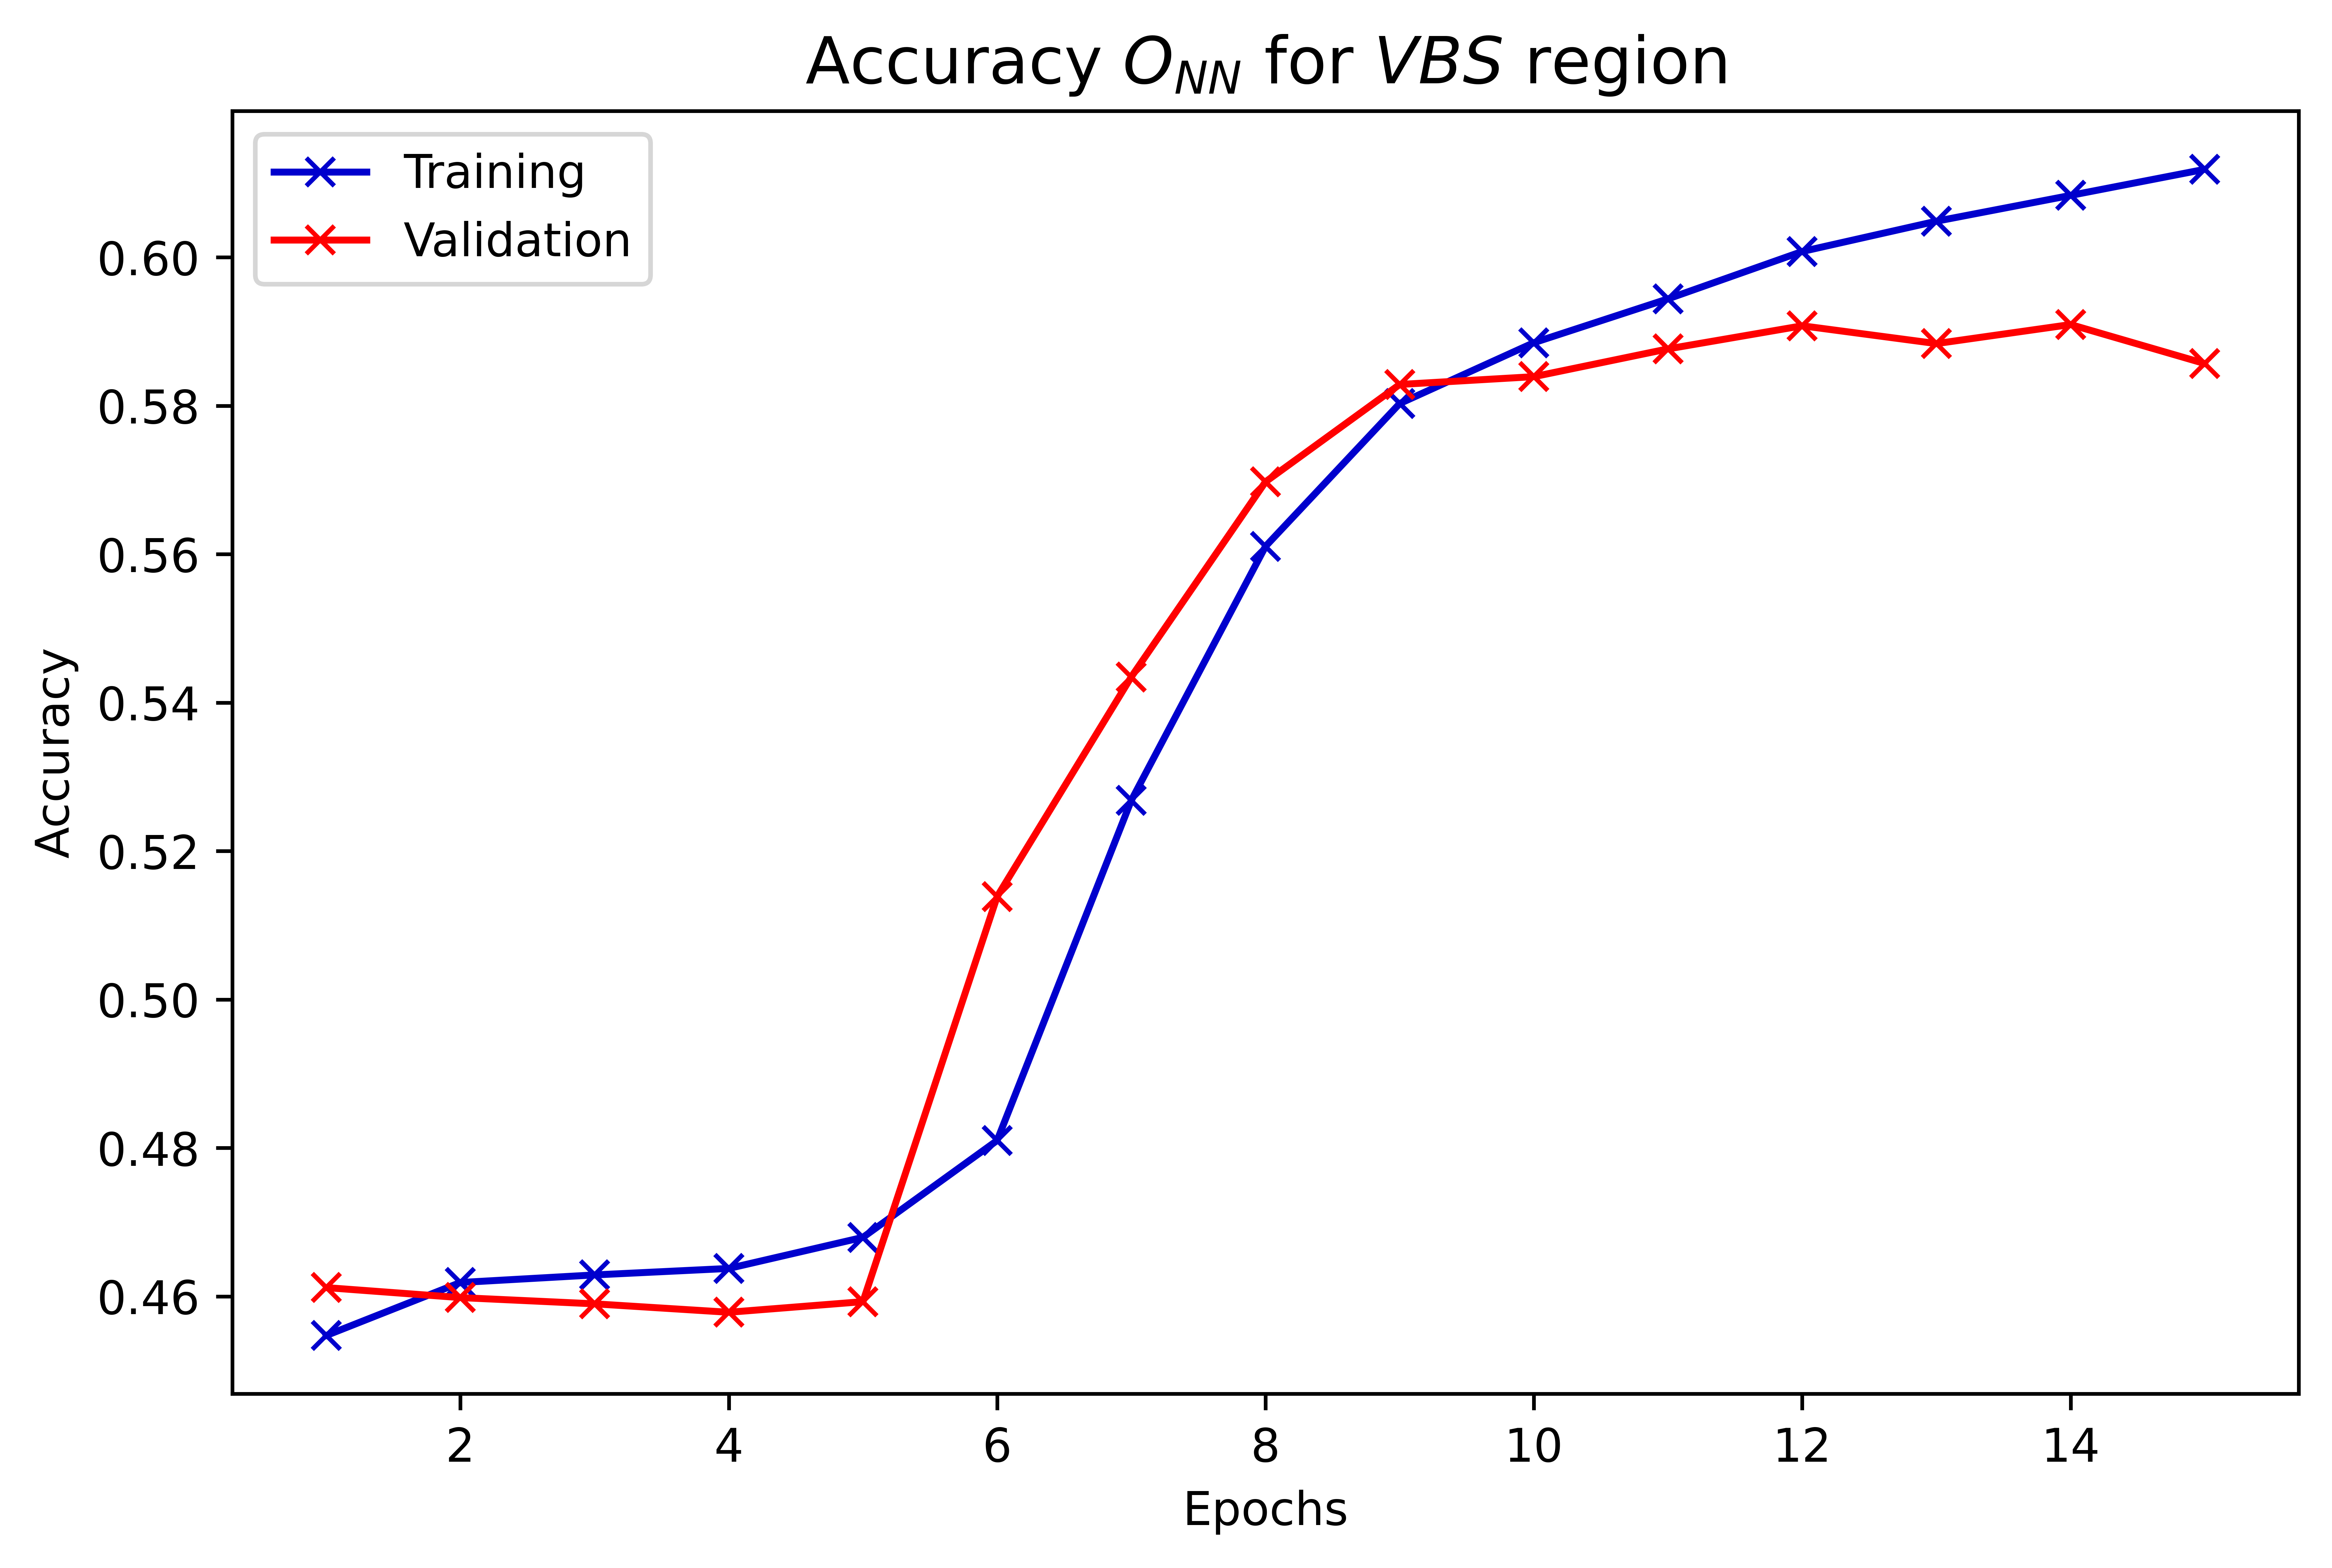 Accuracy O_NN for VBS region
Training
Validation
0.60
0.58
0.56
0.54
0.52
0.50
0.48
0.46
Accuracy
2 4 6 8 10 12 14
Epochs